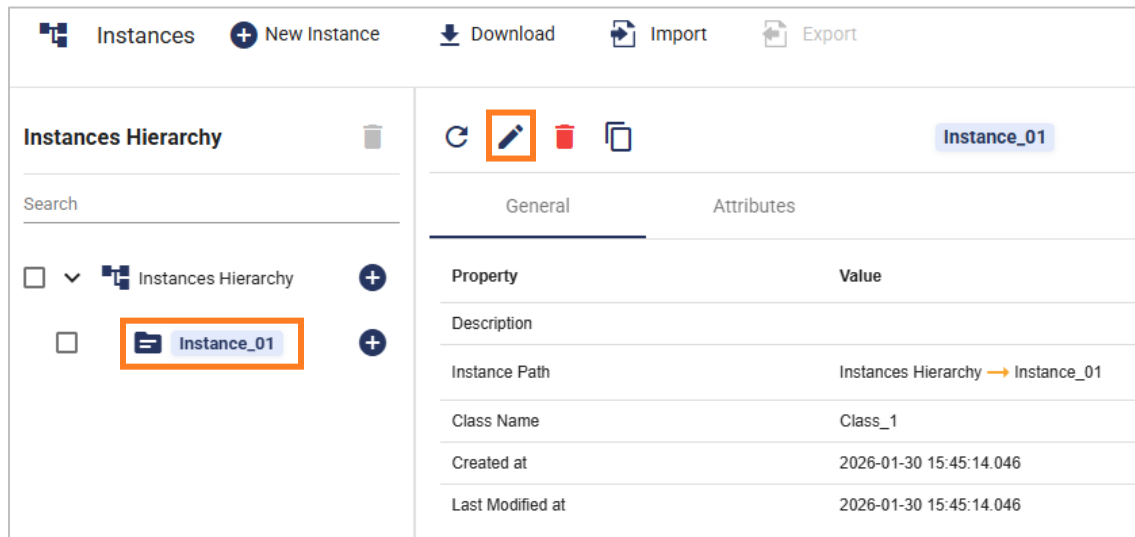 Instances New Instance Download Import Export
Instances Hierarchy
Search
Instances Hierarchy
Instance_01
Instance_01
General Attributes
Property Value
Description
Instance Path Instances Hierarchy → Instance_01
Class Name Class_1
Created at 2026-01-30 15:45:14.046
Last Modified at 2026-01-30 15:45:14.046